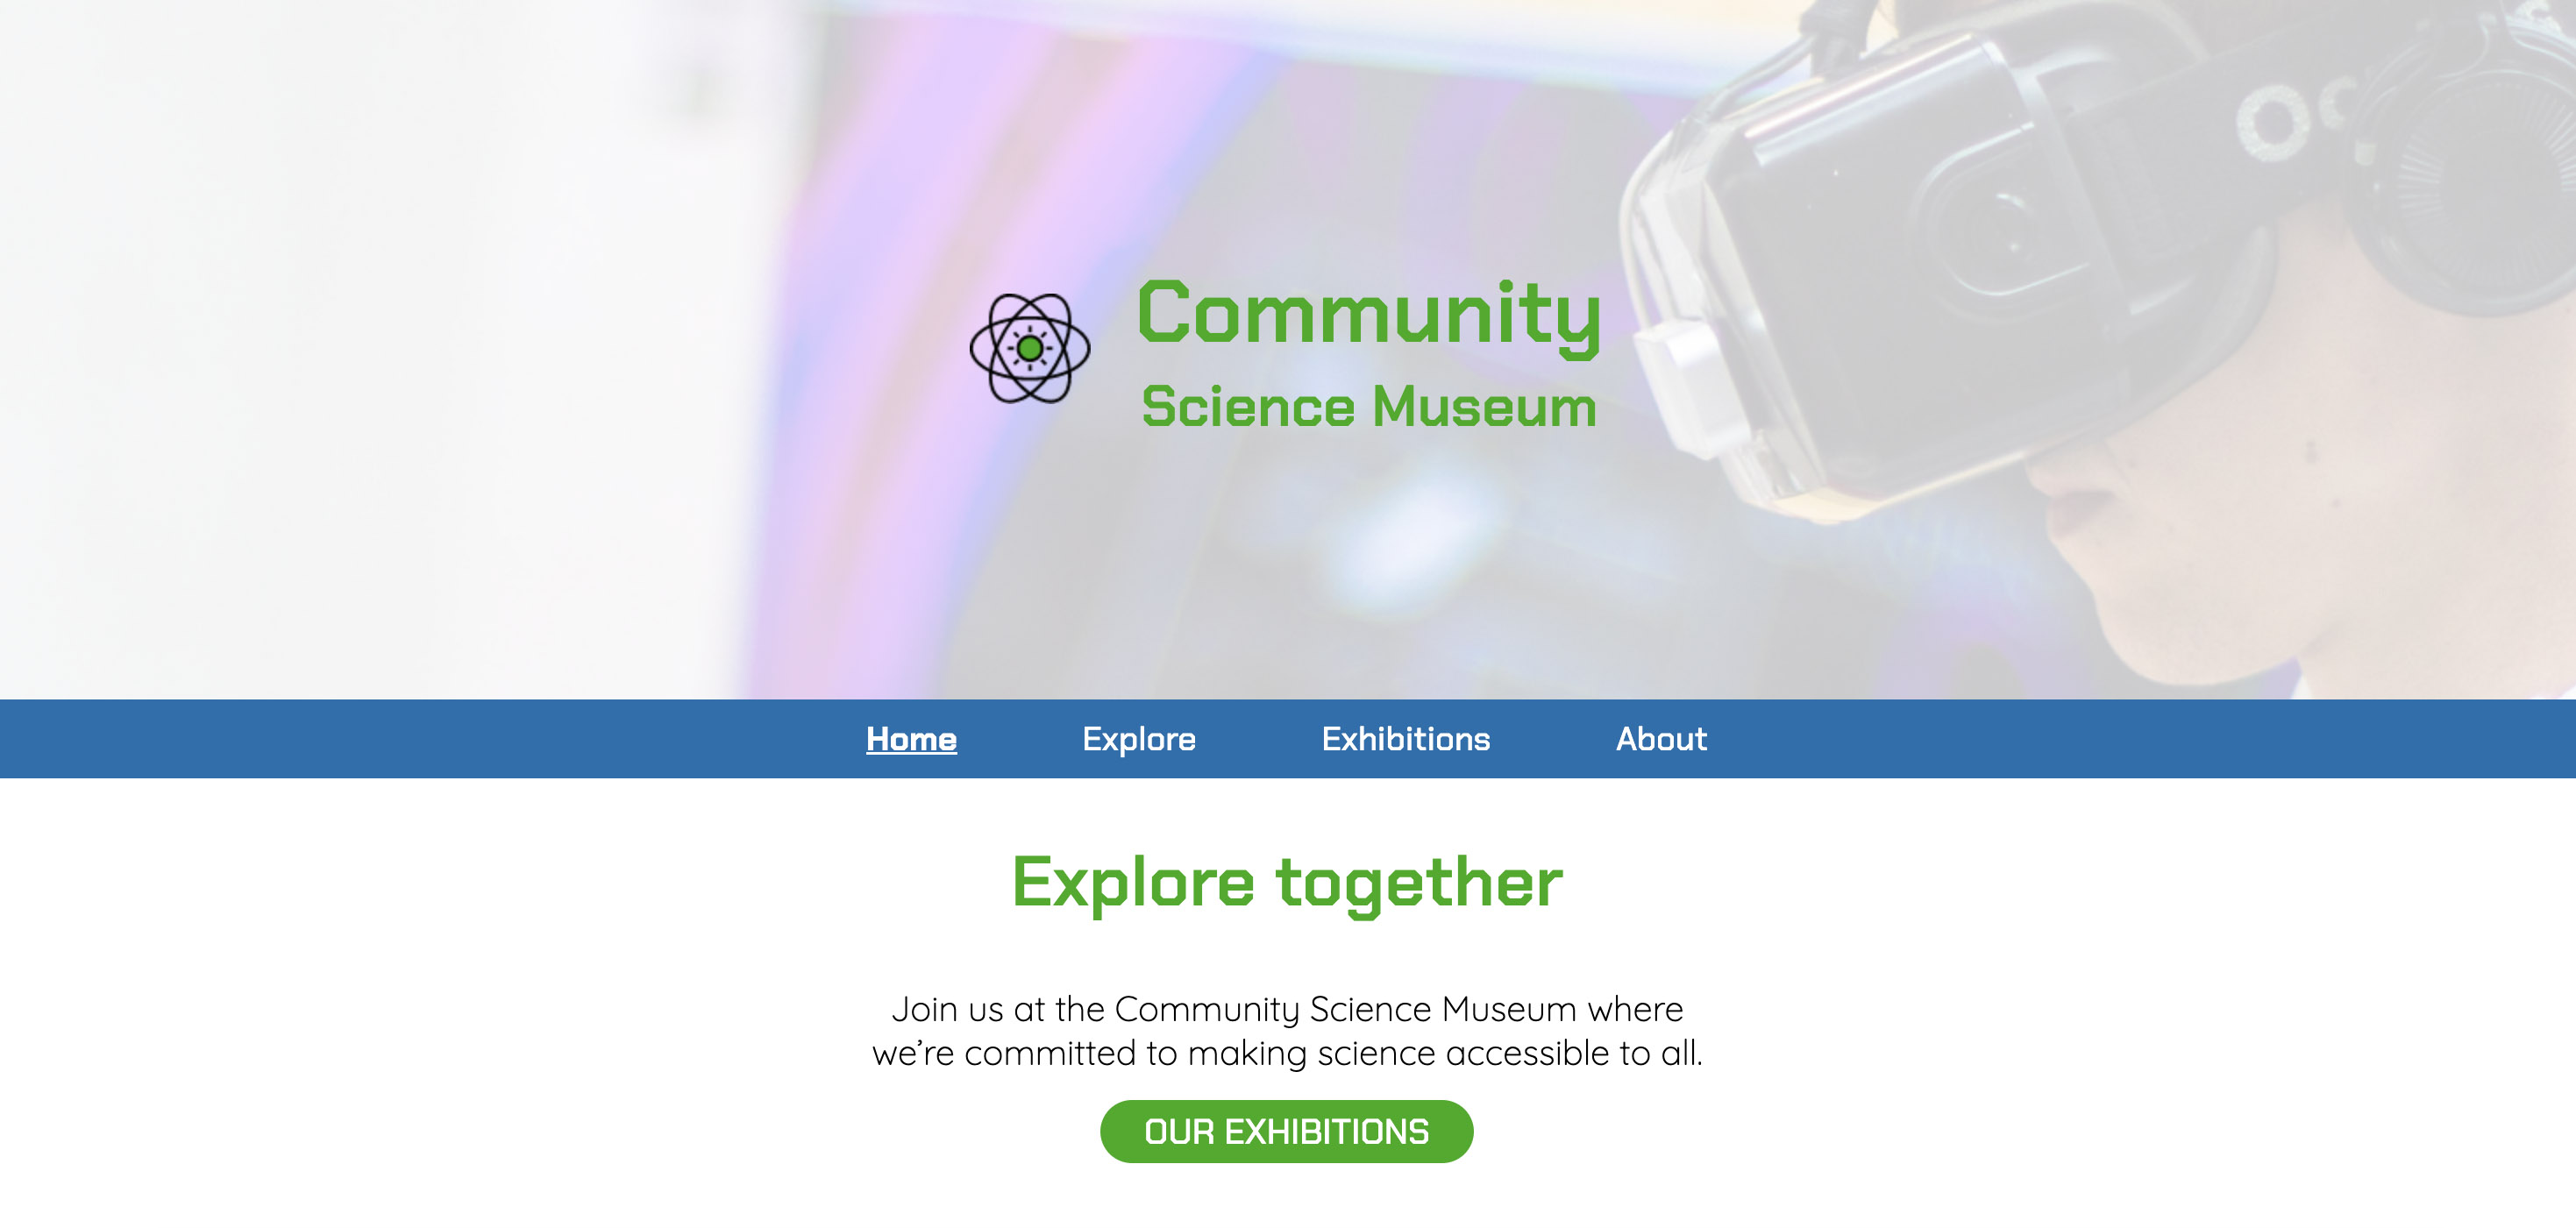 Community
Science Museum
Home Explore Exhibitions About
Explore together
Join us at the Community Science Museum where
we’re committed to making science accessible to all.
OUR EXHIBITIONS